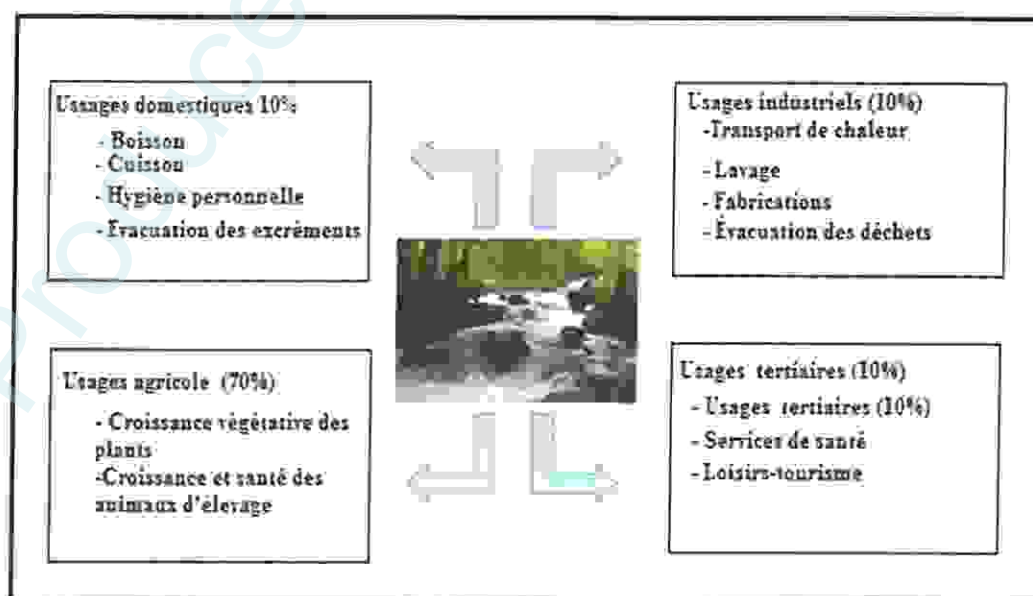 Usages domestiques 10%
- Boisson
- Cuisson
- Hygiène personnelle
- Évacuation des excréments
Usages industriels (10%)
-Transport de chaleur
- Lavage
- Fabrications
- Évacuation des déchets
Usages agricole (70%)
- Croissance végétative des
plants
-Croissance et santé des
animaux d'élevage
Usages tertiaires (10%)
- Usages tertiaires (10%)
- Services de santé
- Loisirs-tourisme
Produce